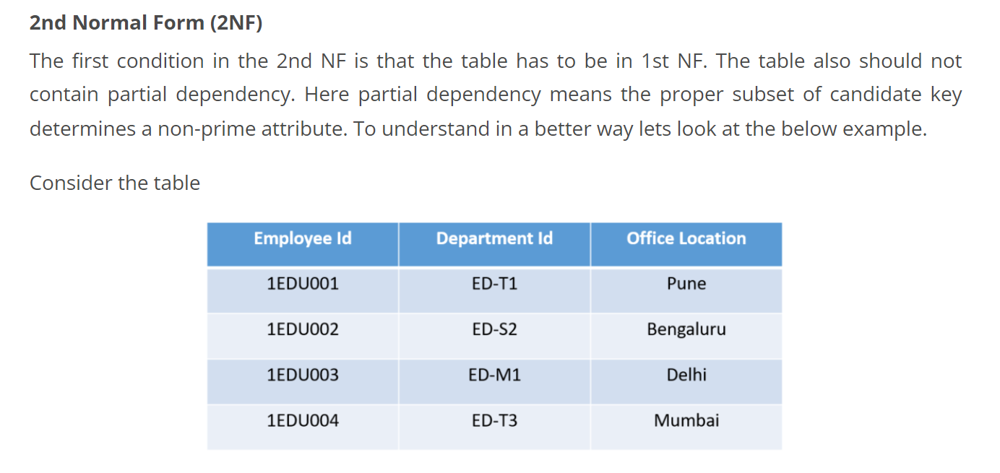 2nd Normal Form (2NF)
The first condition in the 2nd NF is that the table has to be in 1st NF. The table also should not
contain partial dependency. Here partial dependency means the proper subset of candidate key
determines a non-prime attribute. To understand in a better way lets look at the below example.
Consider the table
Employee Id Department Id Office Location
1EDU001 ED-T1 Pune
1EDU002 ED-S2 Bengaluru
1EDU003 ED-M1 Delhi
1EDU004 ED-T3 Mumbai